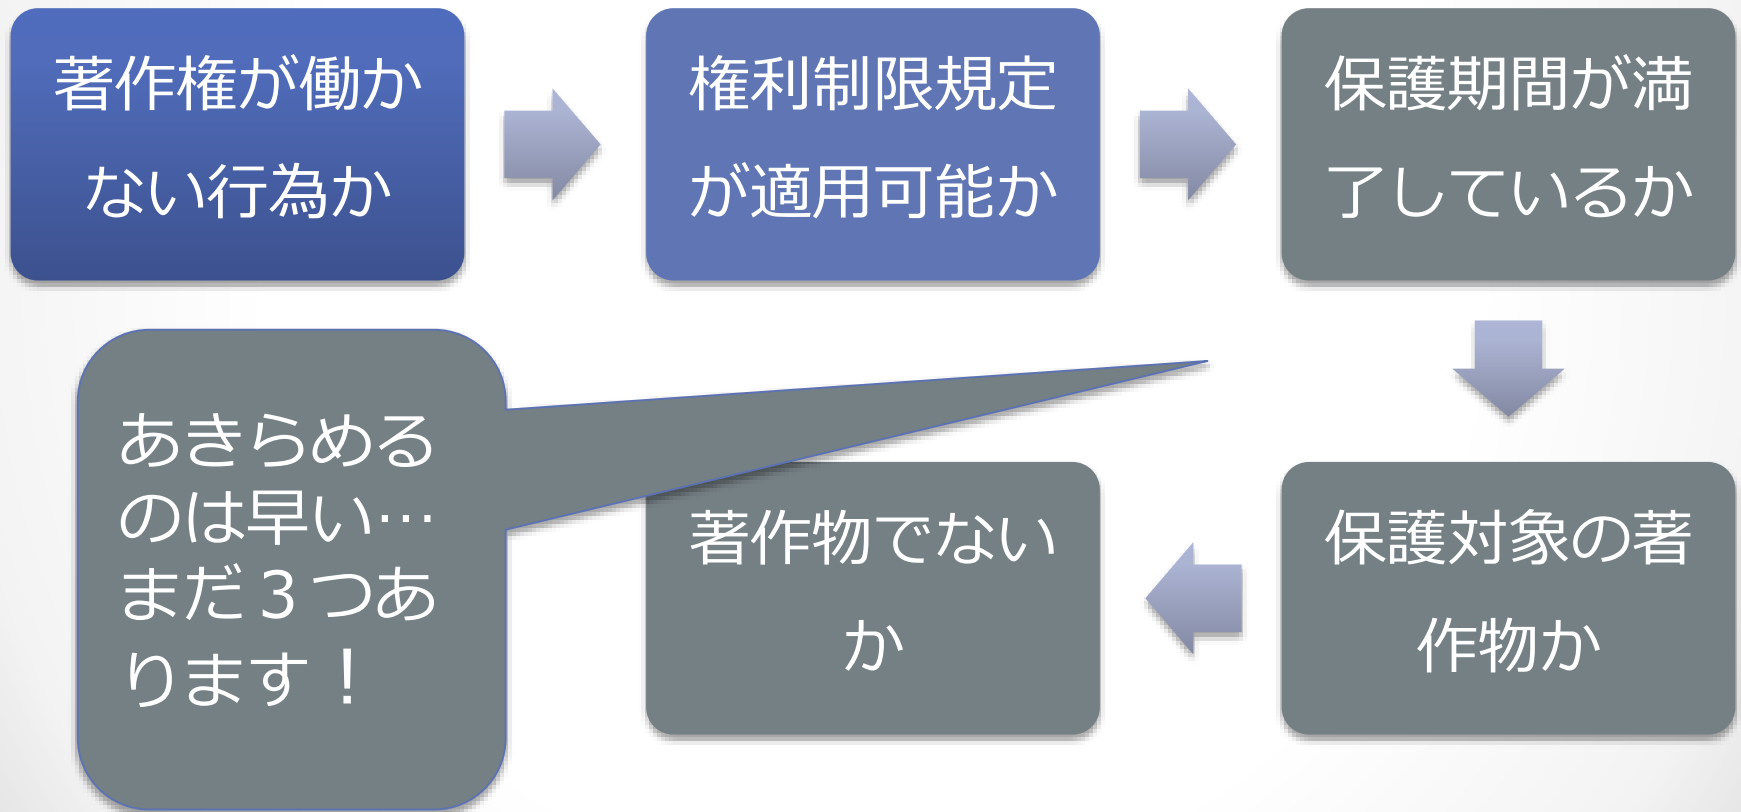 著作権が働か
ない行為か
権利制限規定
が適用可能か
保護期間が満
了しているか
あきらめる
のは早い…
まだ３つあ
ります！
著作物でない
か
保護対象の著
作物か